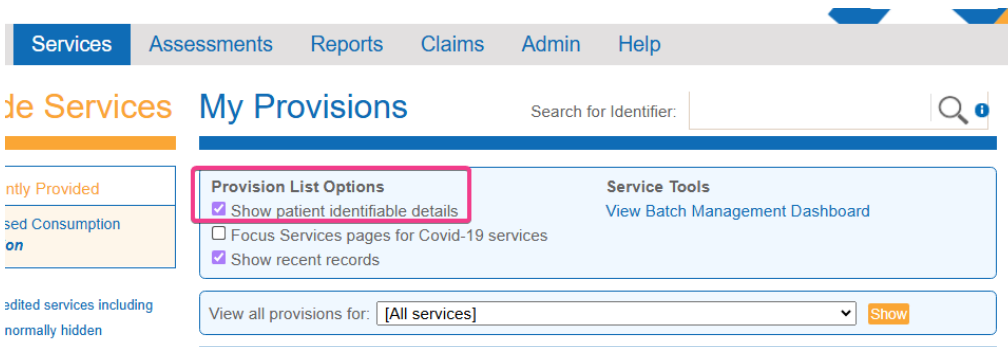 Services Assessments Reports Claims Admin Help
de Services My Provisions Search for Identifier:
ntly Provided
sed Consumption
on
edited services including
normally hidden
Provision List Options
Show patient identifiable details
Focus Services pages for Covid-19 services
Show recent records
Service Tools
View Batch Management Dashboard
View all provisions for: [All services] Show